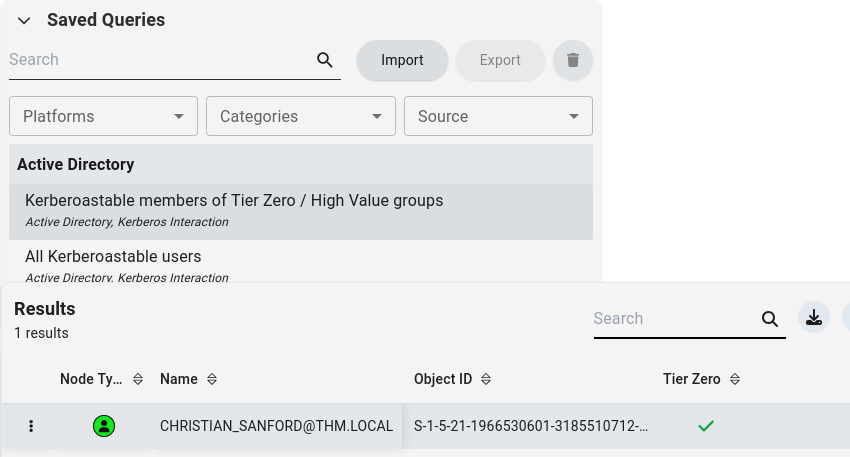 Saved Queries
Search
Import
Export
Platforms
Categories
Source
Active Directory
Kerberoastable members of Tier Zero / High Value groups
Active Directory, Kerberos Interaction
All Kerberoastable users
Active Directory, Kerberos Interaction
Results
1 results
Search
Node Ty… Name Object ID Tier Zero
CHRISTIAN_SANFORD@THM.LOCAL S-1-5-21-1966530601-3185510712-…